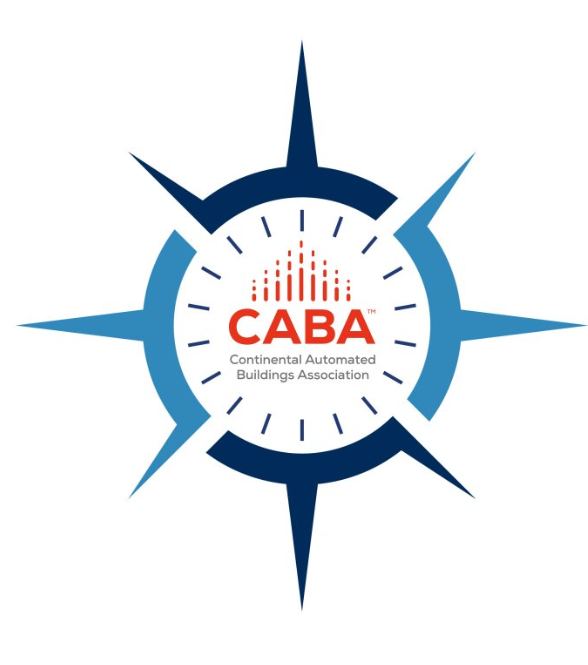 CABA™
Continental Automated
Buildings Association